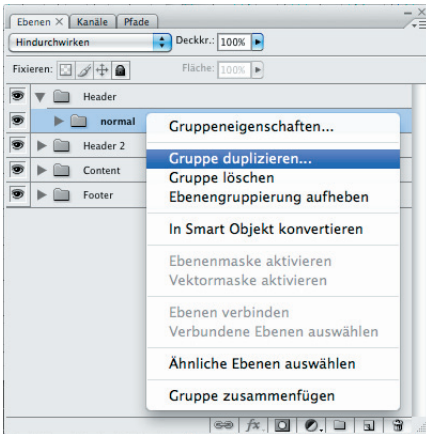 Ebenen × Kanäle Pfade
Hindurchwirken Deckkr.: 100%
Fixieren: Fläche: 100%
Header
normal
Header 2
Content
Footer
Gruppeneigenschaften...
Gruppe duplizieren...
Gruppe löschen
Ebenengruppierung aufheben
In Smart Objekt konvertieren
Ebenenmaske aktivieren
Vektormaske aktivieren
Ebenen verbinden
Verbundene Ebenen auswählen
Ähnliche Ebenen auswählen
Gruppe zusammenfügen
fx.